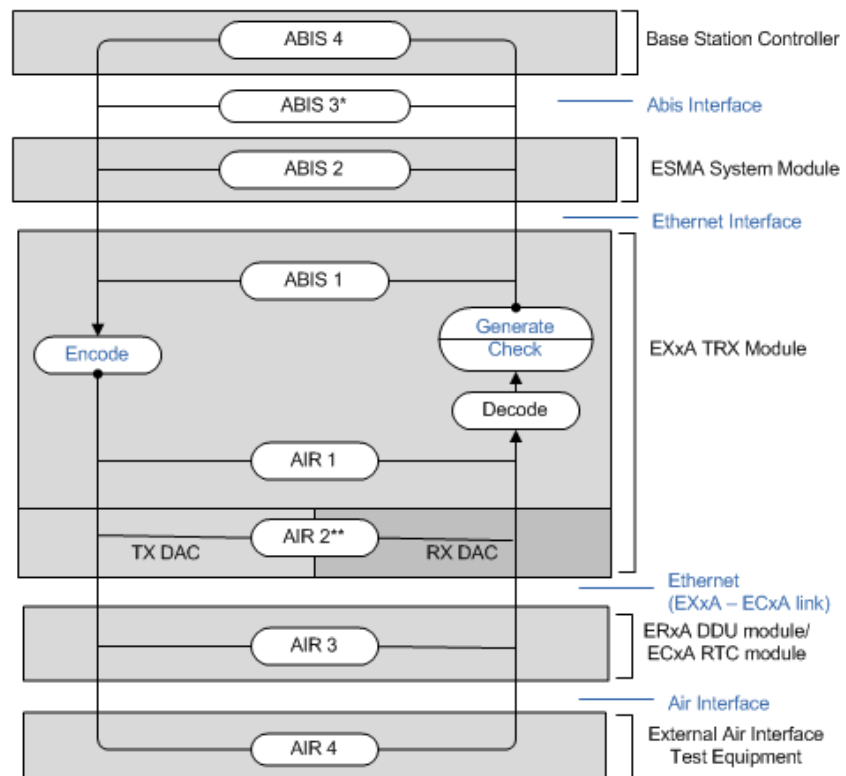 ABIS 4
Base Station Controller
ABIS 3*
Abis Interface
ABIS 2
ESMA System Module
Ethernet Interface
ABIS 1
Generate
Check
Encode
EXxA TRX Module
Decode
AIR 1
AIR 2**
TX DAC
RX DAC
Ethernet
(EXxA – ECxA link)
ERxA DDU module/
ECxA RTC module
AIR 3
Air Interface
AIR 4
External Air Interface
Test Equipment